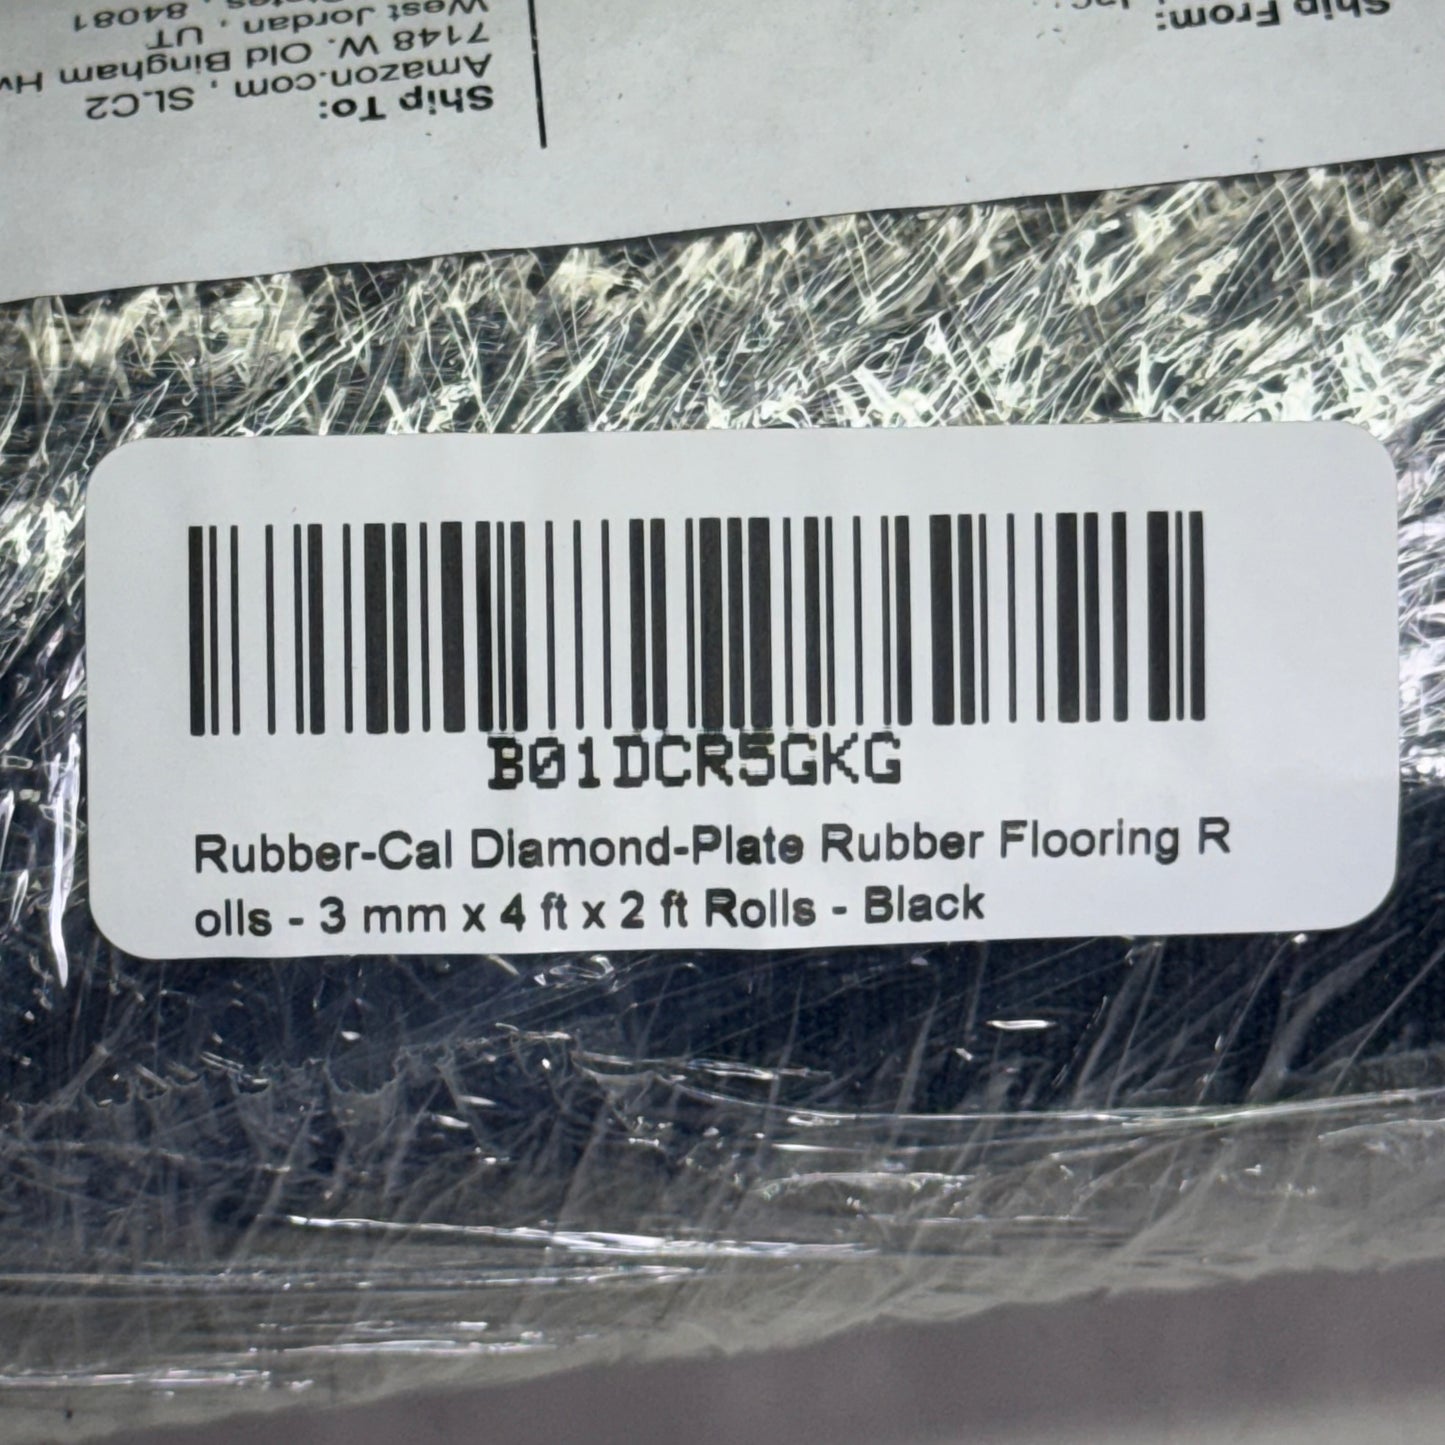 Ship From:
Ship To:
Amazon.com , SLC2
7148 W. Old Bingham
West Jordan , UT
84081
B01DCR5GKG
Rubber-Cal Diamond-Plate Rubber Flooring R
olls - 3 mm x 4 ft x 2 ft Rolls - Black